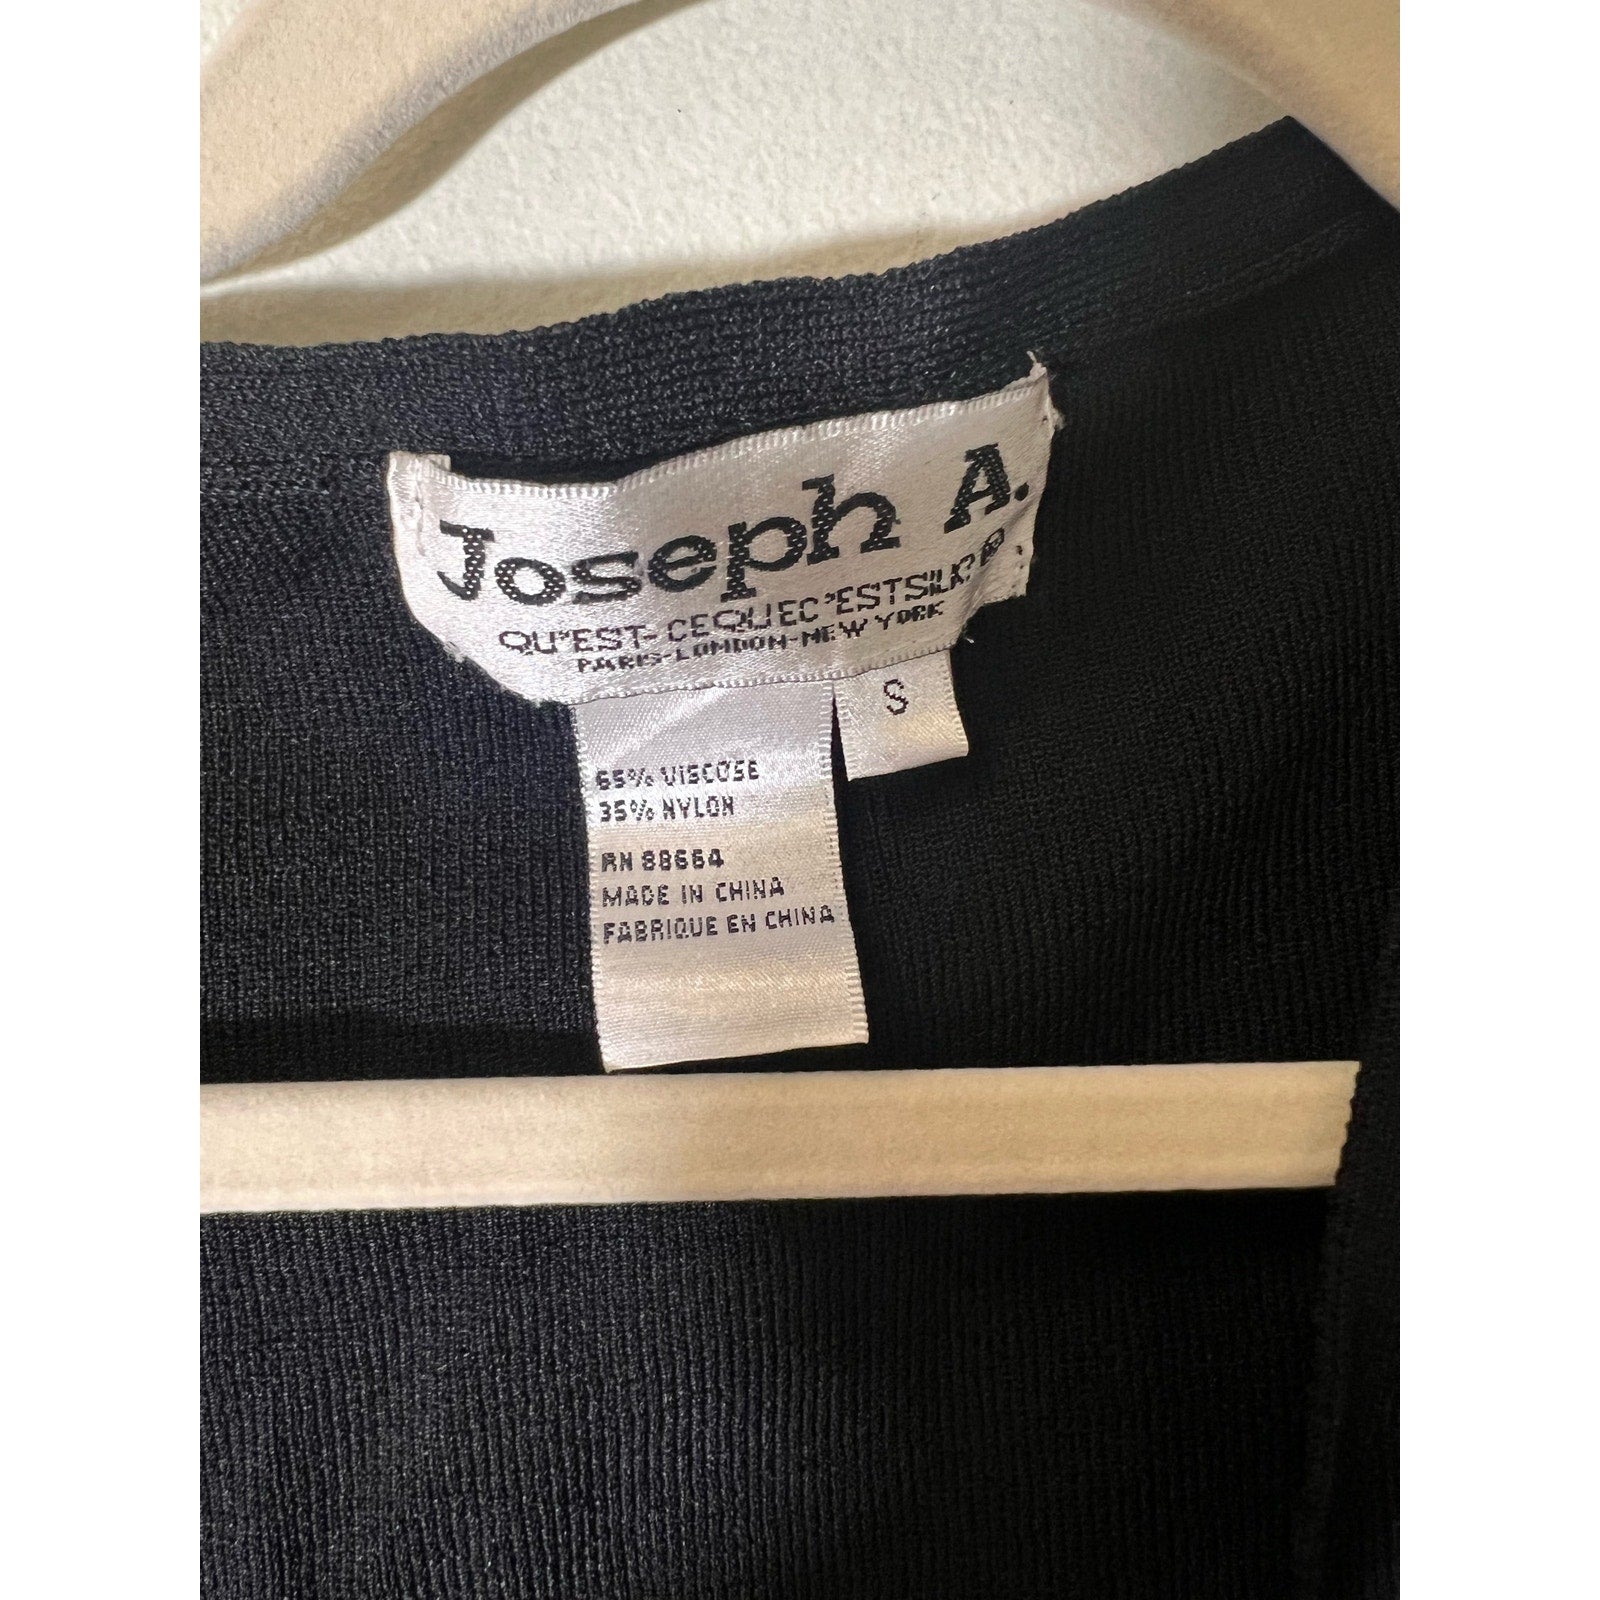 Joseph A.
QU'EST-CEQUEC'ESTSILK? ®
PARIS-LONDON-NEW YORK
S
65% VISCOSE
35% NYLON
RN 88664
MADE IN CHINA
FABRIQUE EN CHINA